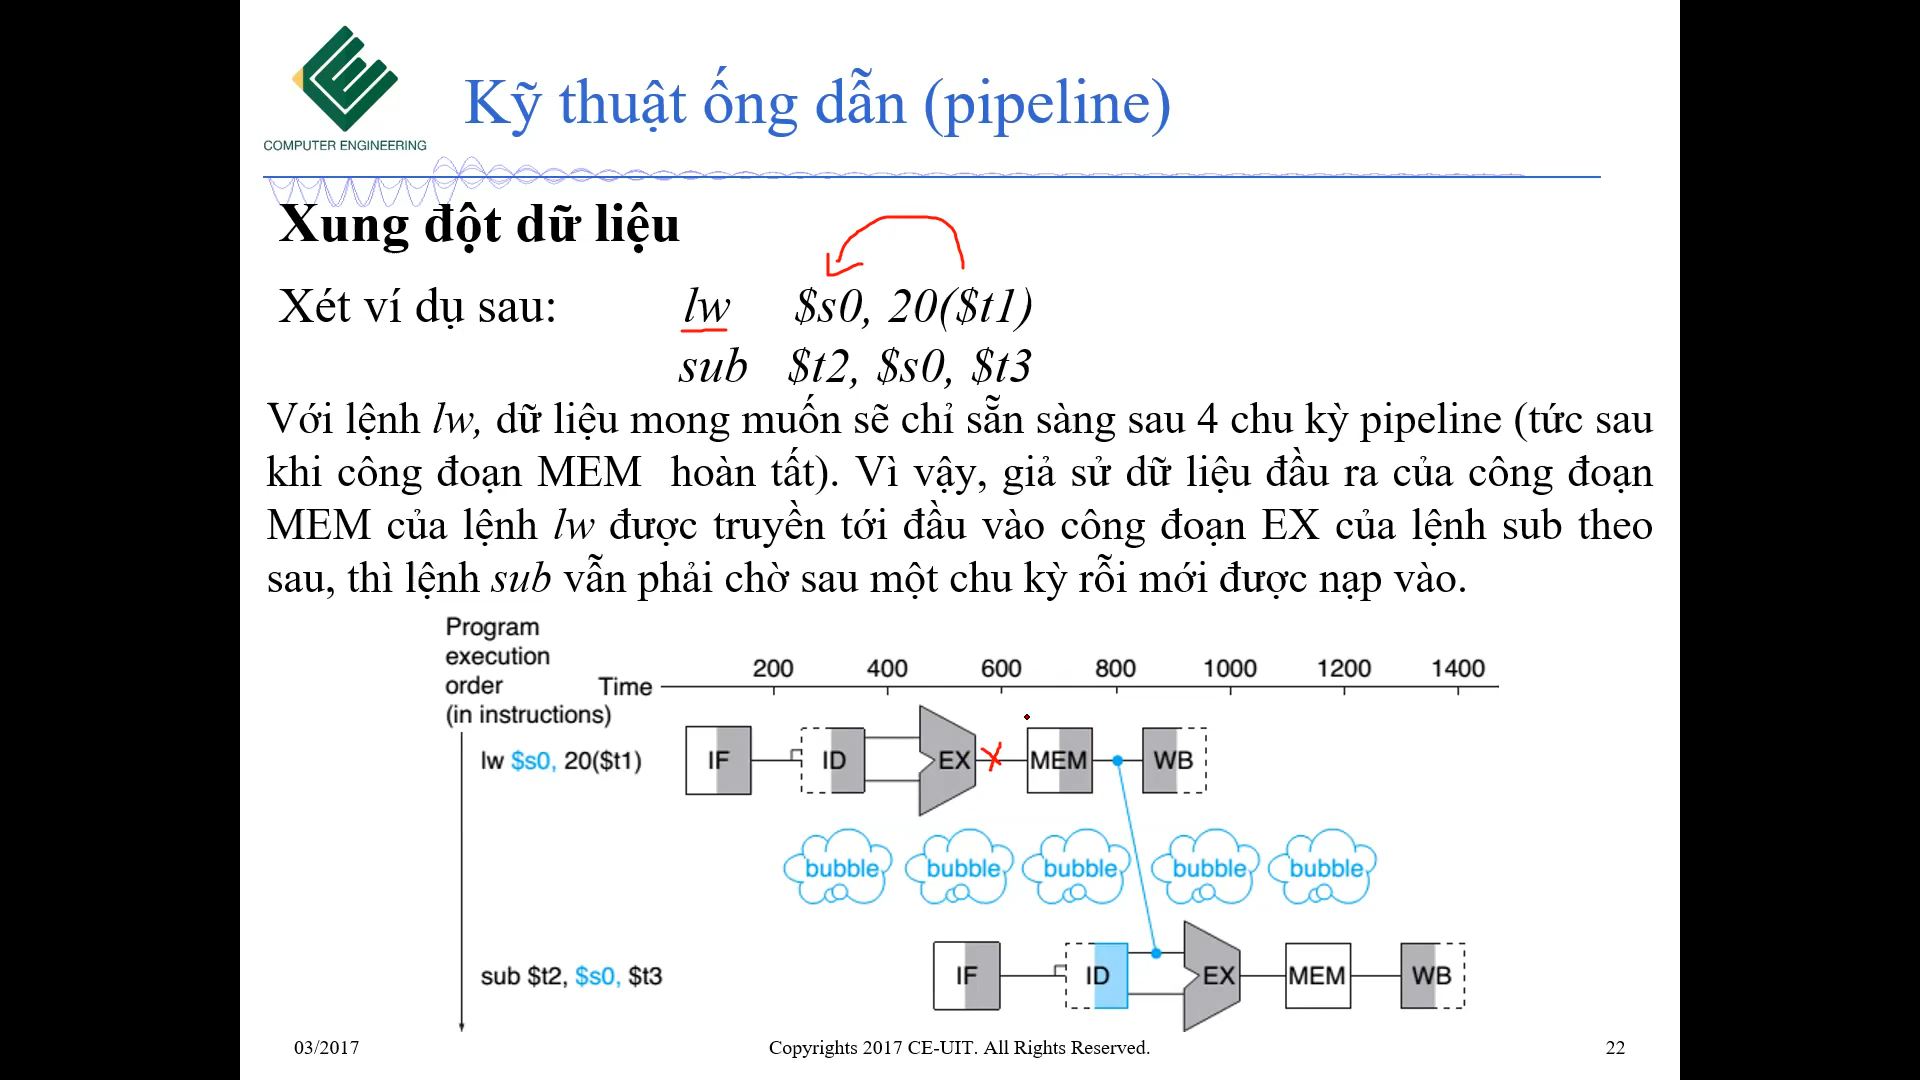 COMPUTER ENGINEERING
Kỹ thuật ống dẫn (pipeline)
Xung đột dữ liệu
Xét ví dụ sau: lw $s0, 20($t1)
sub $t2, $s0, $t3
Với lệnh lw, dữ liệu mong muốn sẽ chỉ sẵn sàng sau 4 chu kỳ pipeline (tức sau
khi công đoạn MEM hoàn tất). Vì vậy, giả sử dữ liệu đầu ra của công đoạn
MEM của lệnh lw được truyền tới đầu vào công đoạn EX của lệnh sub theo
sau, thì lệnh sub vẫn phải chờ sau một chu kỳ rỗi mới được nạp vào.
Program
execution
order
(in instructions)
Time 200 400 600 800 1000 1200 1400
lw $s0, 20($t1) IF ID EX MEM WB
bubble bubble bubble bubble bubble
sub $t2, $s0, $t3 IF ID EX MEM WB
03/2017 Copyrights 2017 CE-UIT. All Rights Reserved. 22